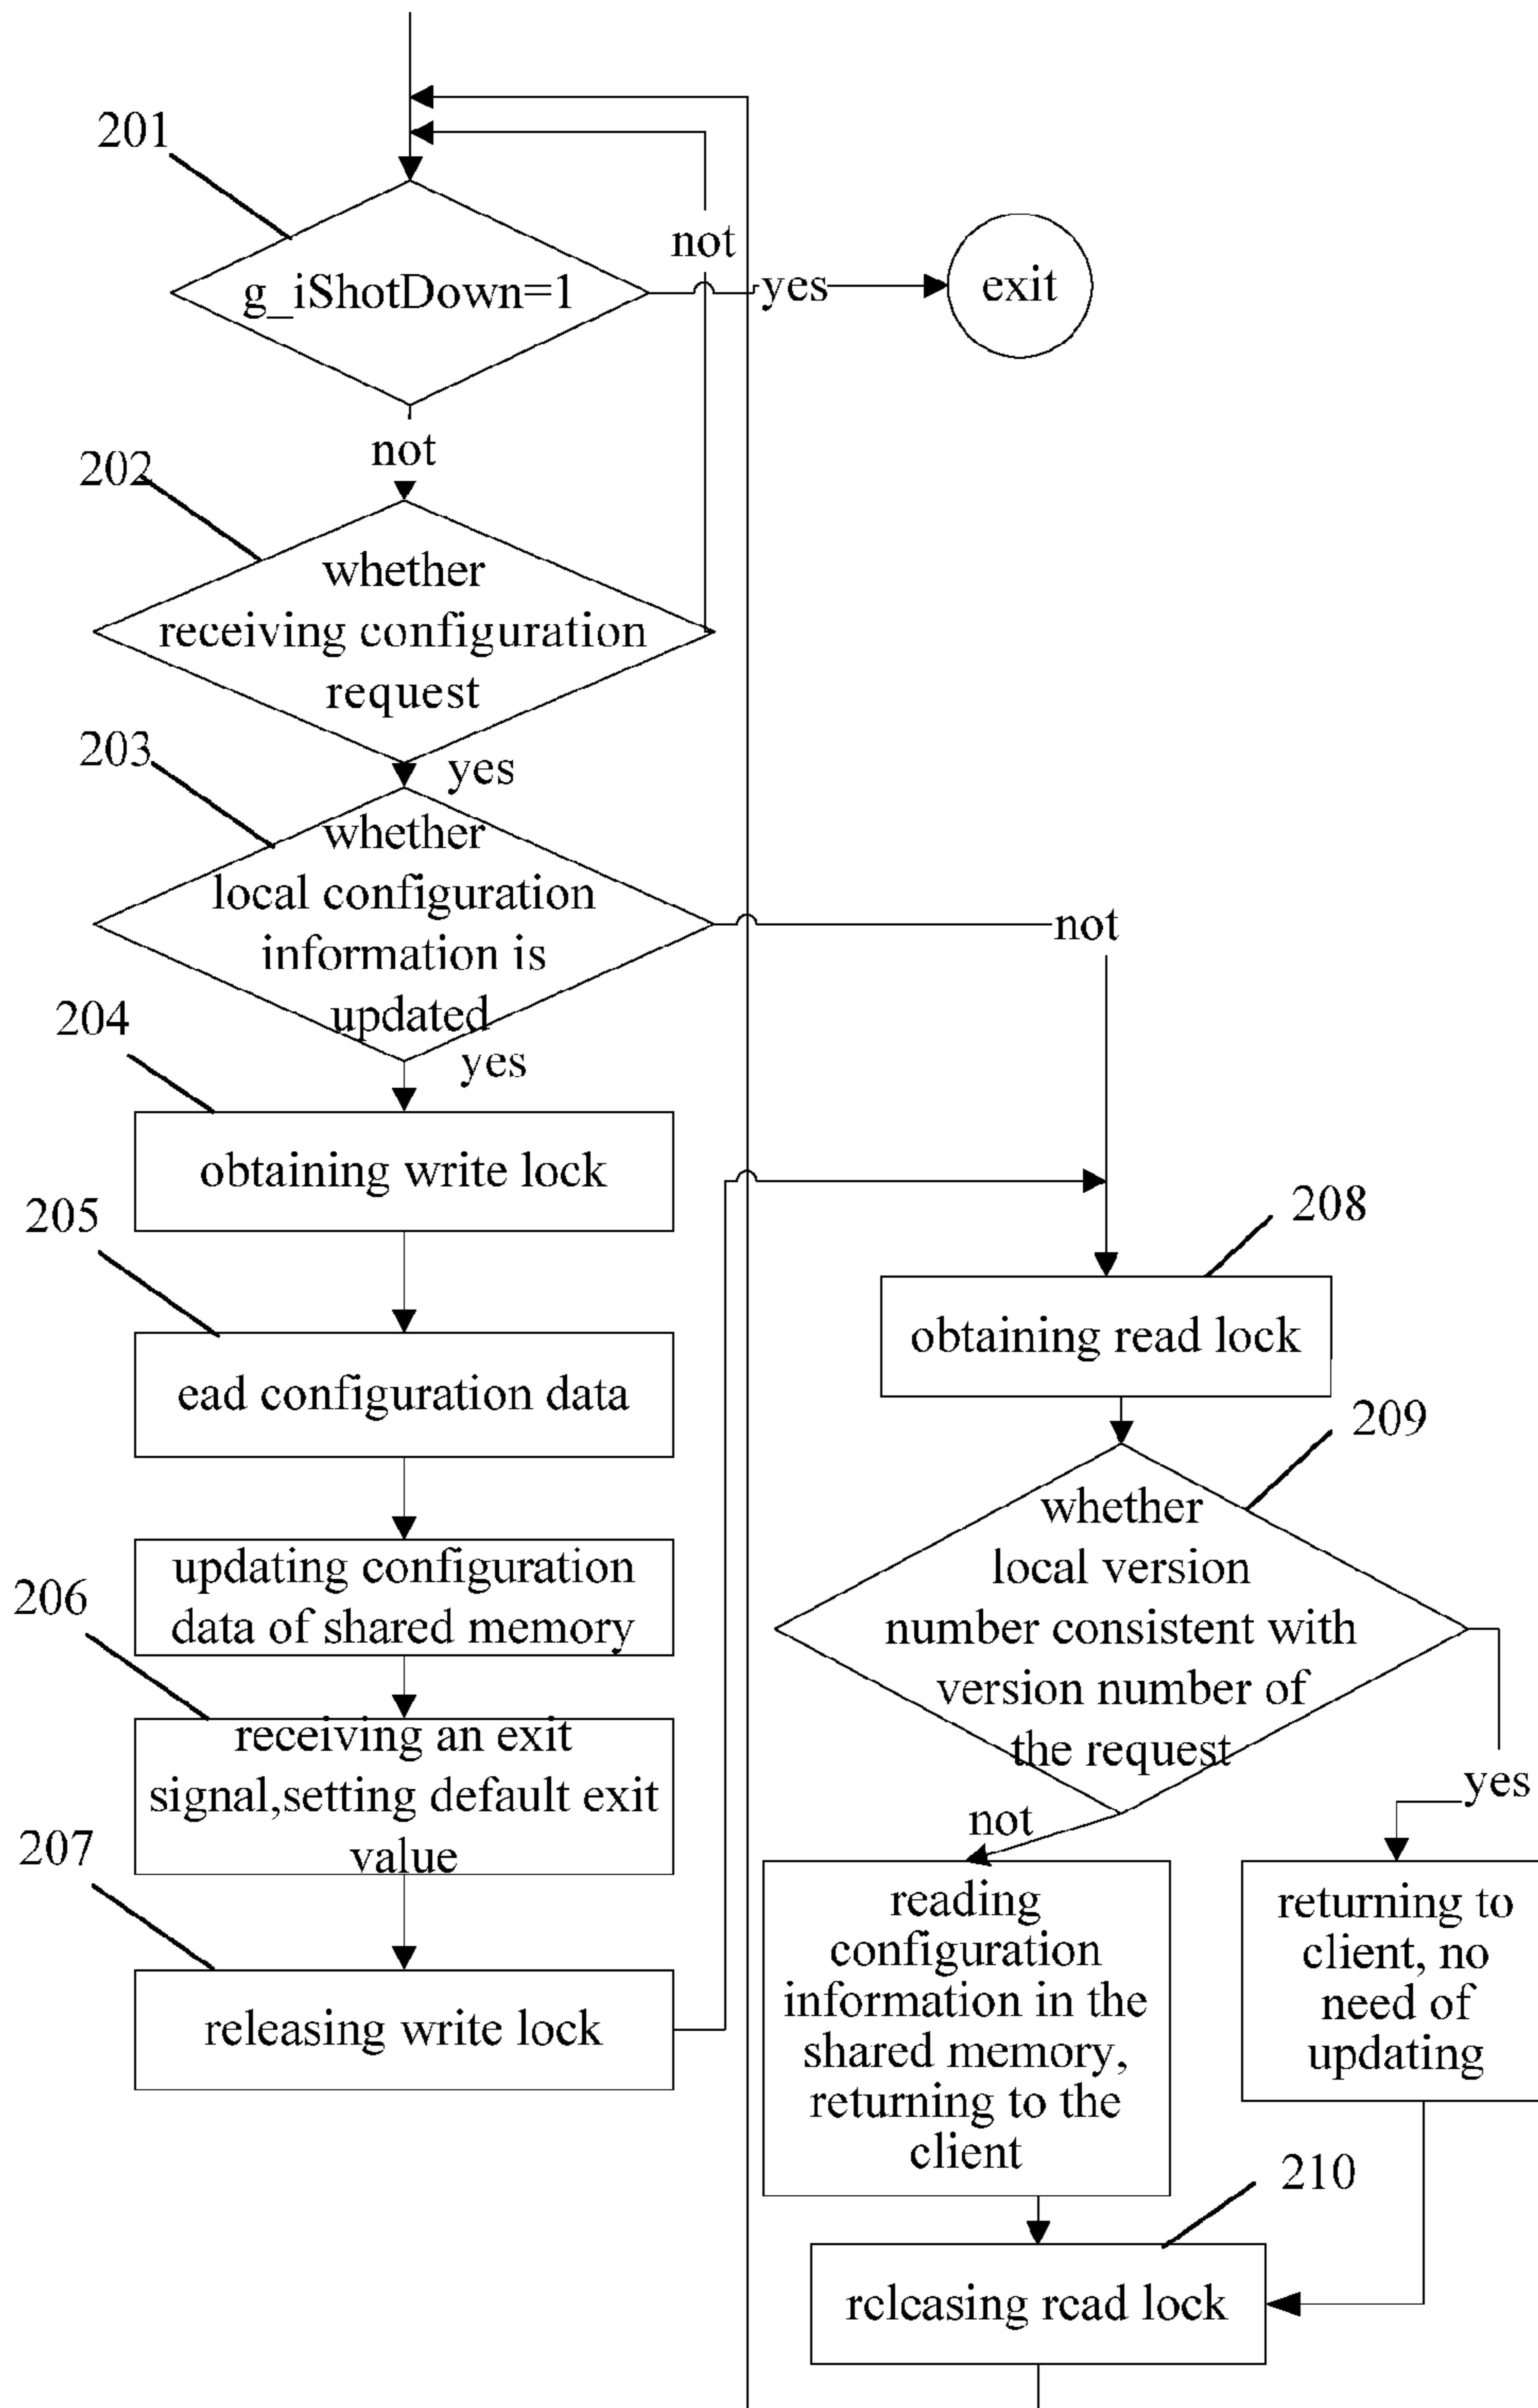 201
g_iShotDown=1
not
yes
exit
not
202
whether
receiving configuration
request
203
yes
whether
local configuration
information is
updated
not
204
yes
obtaining write lock
205
208
obtaining read lock
ead configuration data
209
whether
local version
number consistent with
version number of
the request
updating configuration
data of shared memory
206
receiving an exit
signal,setting default exit
value
yes
not
207
releasing write lock
reading
configuration
information in the
shared memory,
returning to the
client
returning to
client, no
need of
updating
210
releasing read lock